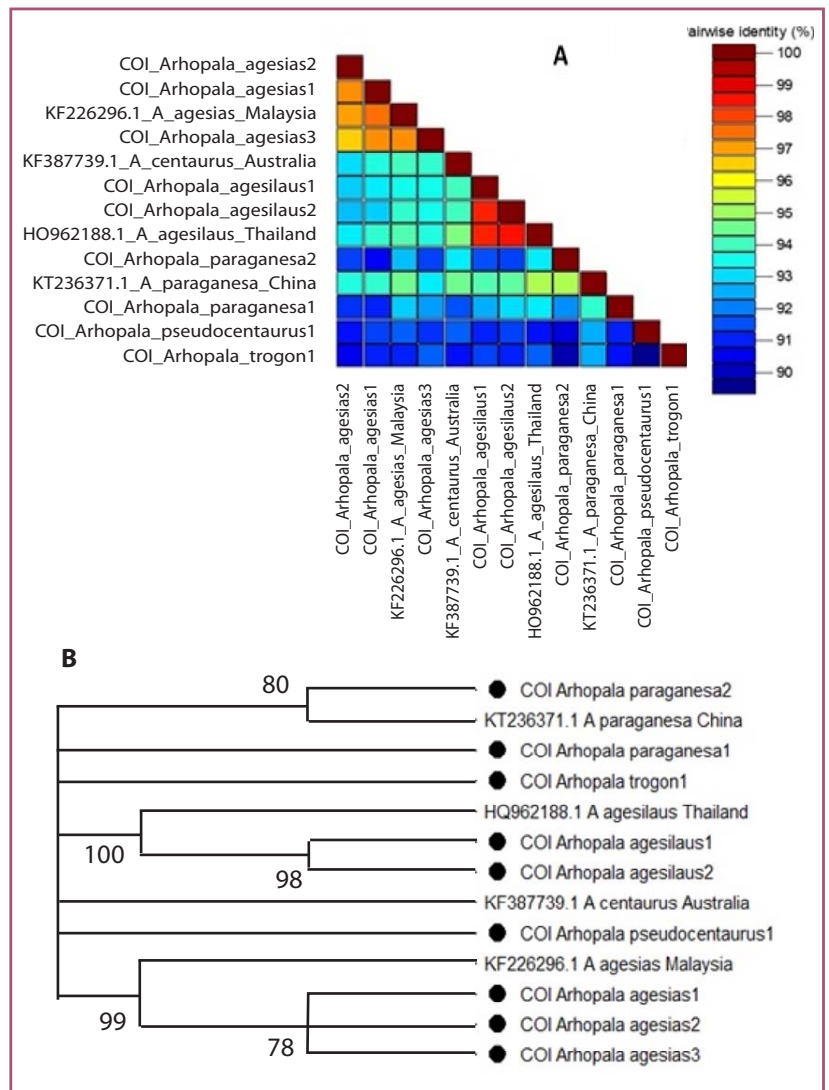 airwise identity (%)
A
100
99
98
97
96
95
94
93
92
91
90
COI_Arhopala_agesias2
COI_Arhopala_agesias1
KF226296.1_A_agesias_Malaysia
COI_Arhopala_agesias3
KF387739.1_A_centaurus_Australia
COI_Arhopala_agesilaus1
COI_Arhopala_agesilaus2
HO962188.1_A_agesilaus_Thailand
COI_Arhopala_paraganesa2
KT236371.1_A_paraganesa_China
COI_Arhopala_paraganesa1
COI_Arhopala_pseudocentaurus1
COI_Arhopala_trogon1
COI_Arhopala_agesias2
COI_Arhopala_agesias1
KF226296.1_A_agesias_Malaysia
COI_Arhopala_agesias3
KF387739.1_A_centaurus_Australia
COI_Arhopala_agesilaus1
COI_Arhopala_agesilaus2
HO962188.1_A_agesilaus_Thailand
COI_Arhopala_paraganesa2
KT236371.1_A_paraganesa_China
COI_Arhopala_paraganesa1
COI_Arhopala_pseudocentaurus1
COI_Arhopala_trogon1
B
80
COI Arhopala paraganesa2
KT236371.1 A paraganesa China
COI Arhopala paraganesa1
COI Arhopala trogon1
HQ962188.1 A agesilaus Thailand
100
COI Arhopala agesilaus1
98
COI Arhopala agesilaus2
KF387739.1 A centaurus Australia
COI Arhopala pseudocentaurus1
KF226296.1 A agesias Malaysia
99
COI Arhopala agesias1
COI Arhopala agesias2
78
COI Arhopala agesias3